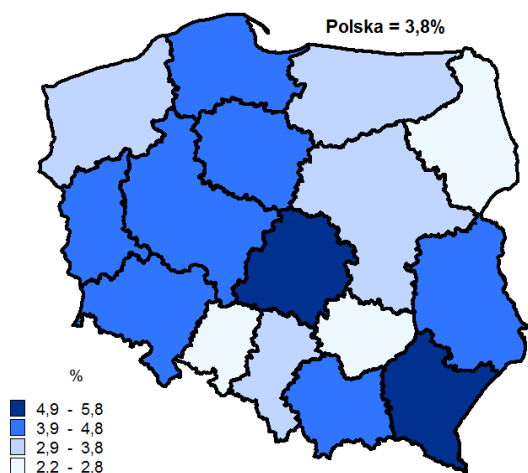 Polska = 3,8%
%
4,9 - 5,8
3,9 - 4,8
2,9 - 3,8
2.2 - 2.8